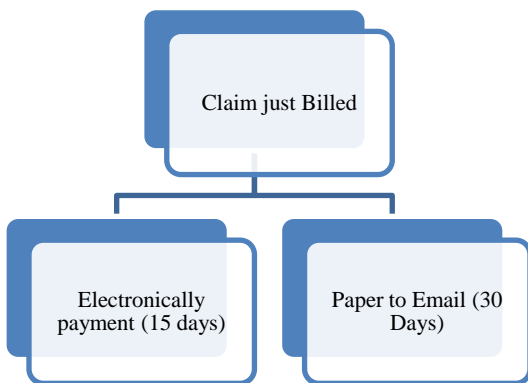 Claim just Billed
Electronically
payment (15 days)
Paper to Email (30
Days)